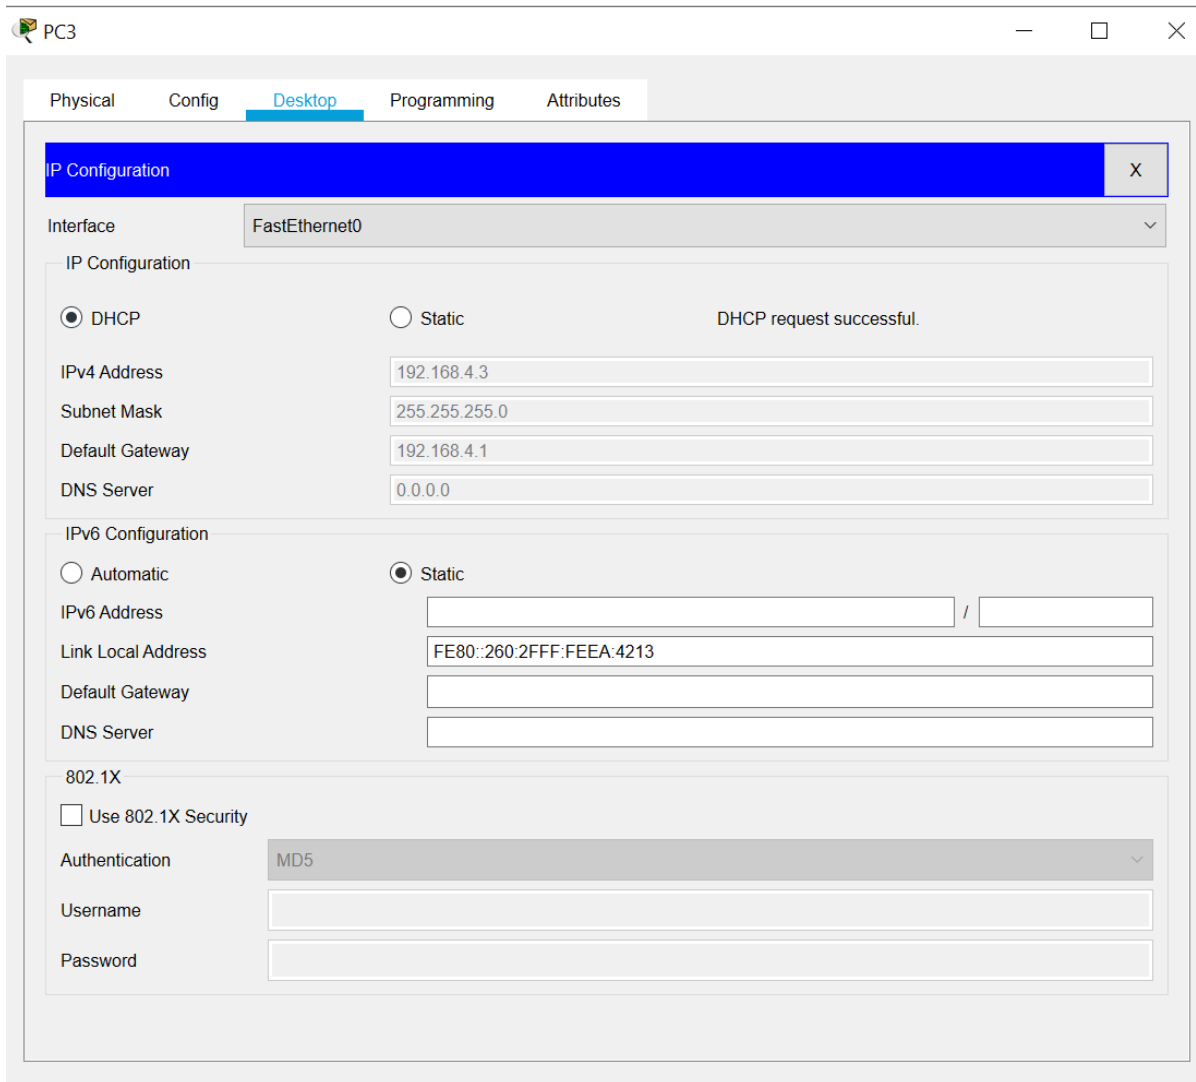 PC3
Physical Config Desktop Programming Attributes
IP Configuration X
Interface FastEthernet0
IP Configuration
DHCP Static DHCP request successful.
IPv4 Address 192.168.4.3
Subnet Mask 255.255.255.0
Default Gateway 192.168.4.1
DNS Server 0.0.0.0
IPv6 Configuration
Automatic Static
IPv6 Address /
Link Local Address FE80::260:2FFF:FEEA:4213
Default Gateway
DNS Server
802.1X
Use 802.1X Security
Authentication MD5
Username
Password